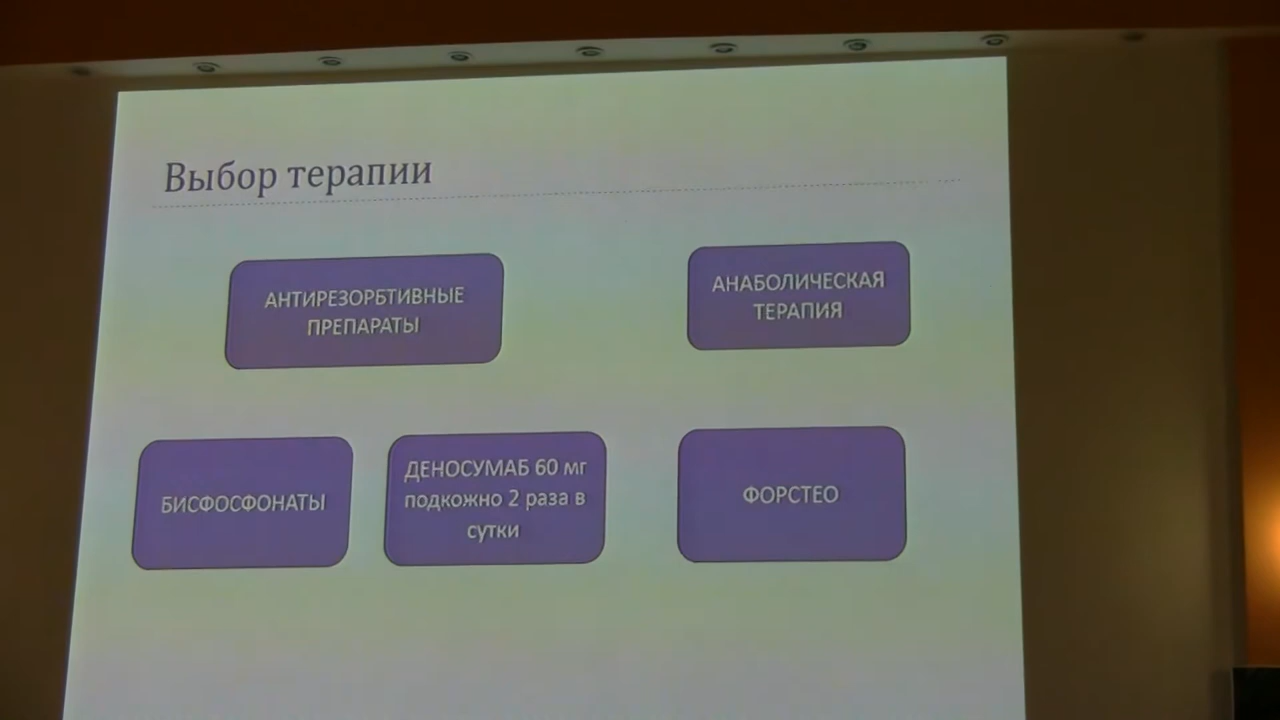 Выбор терапии
АНТИРЕЗОРБТИВНЫЕ
ПРЕПАРАТЫ
АНАБОЛИЧЕСКАЯ
ТЕРАПИЯ
БИСФОСФОНАТЫ
ДЕНОСУМАБ 60 мг
подкожно 2 раза в
сутки
ФОРСТЕО